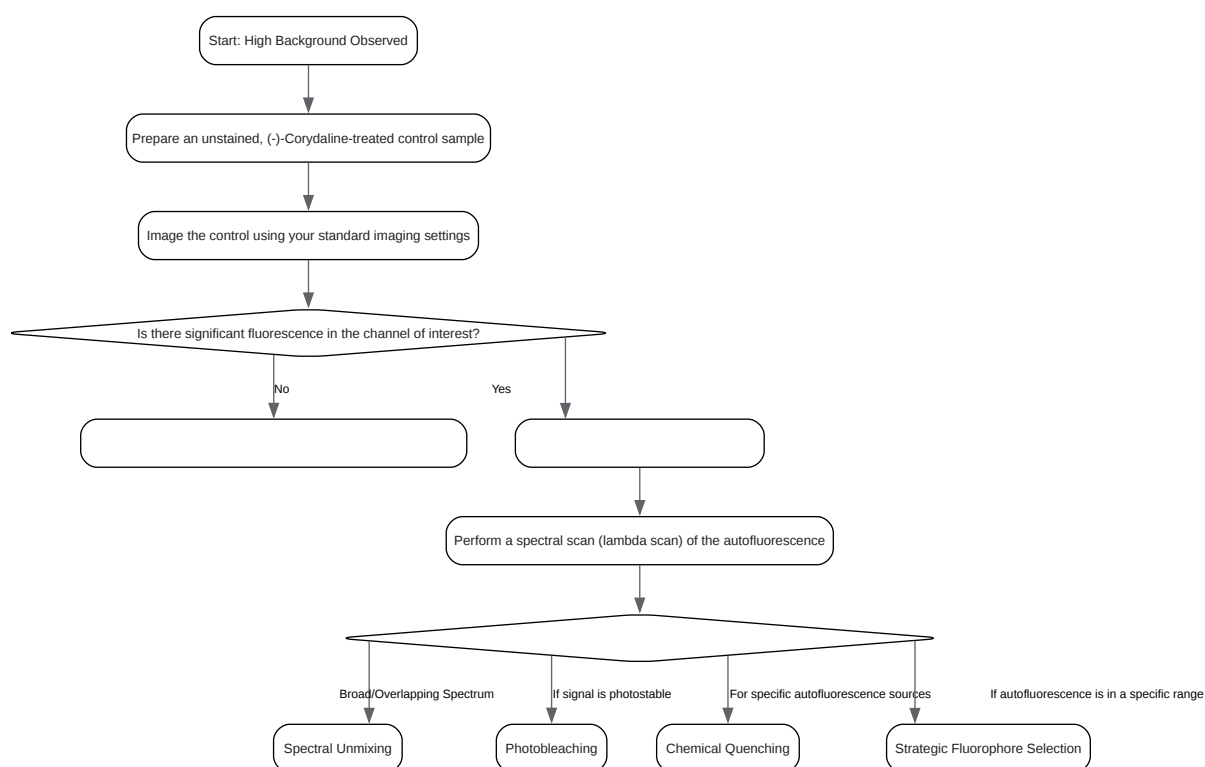 Start: High Background Observed
Prepare an unstained, (-)-Corydaline-treated control sample
Image the control using your standard imaging settings
Is there significant fluorescence in the channel of interest?
No
Yes
Perform a spectral scan (lambda scan) of the autofluorescence
Broad/Overlapping Spectrum
If signal is photostable
For specific autofluorescence sources
If autofluorescence is in a specific range
Spectral Unmixing
Photobleaching
Chemical Quenching
Strategic Fluorophore Selection